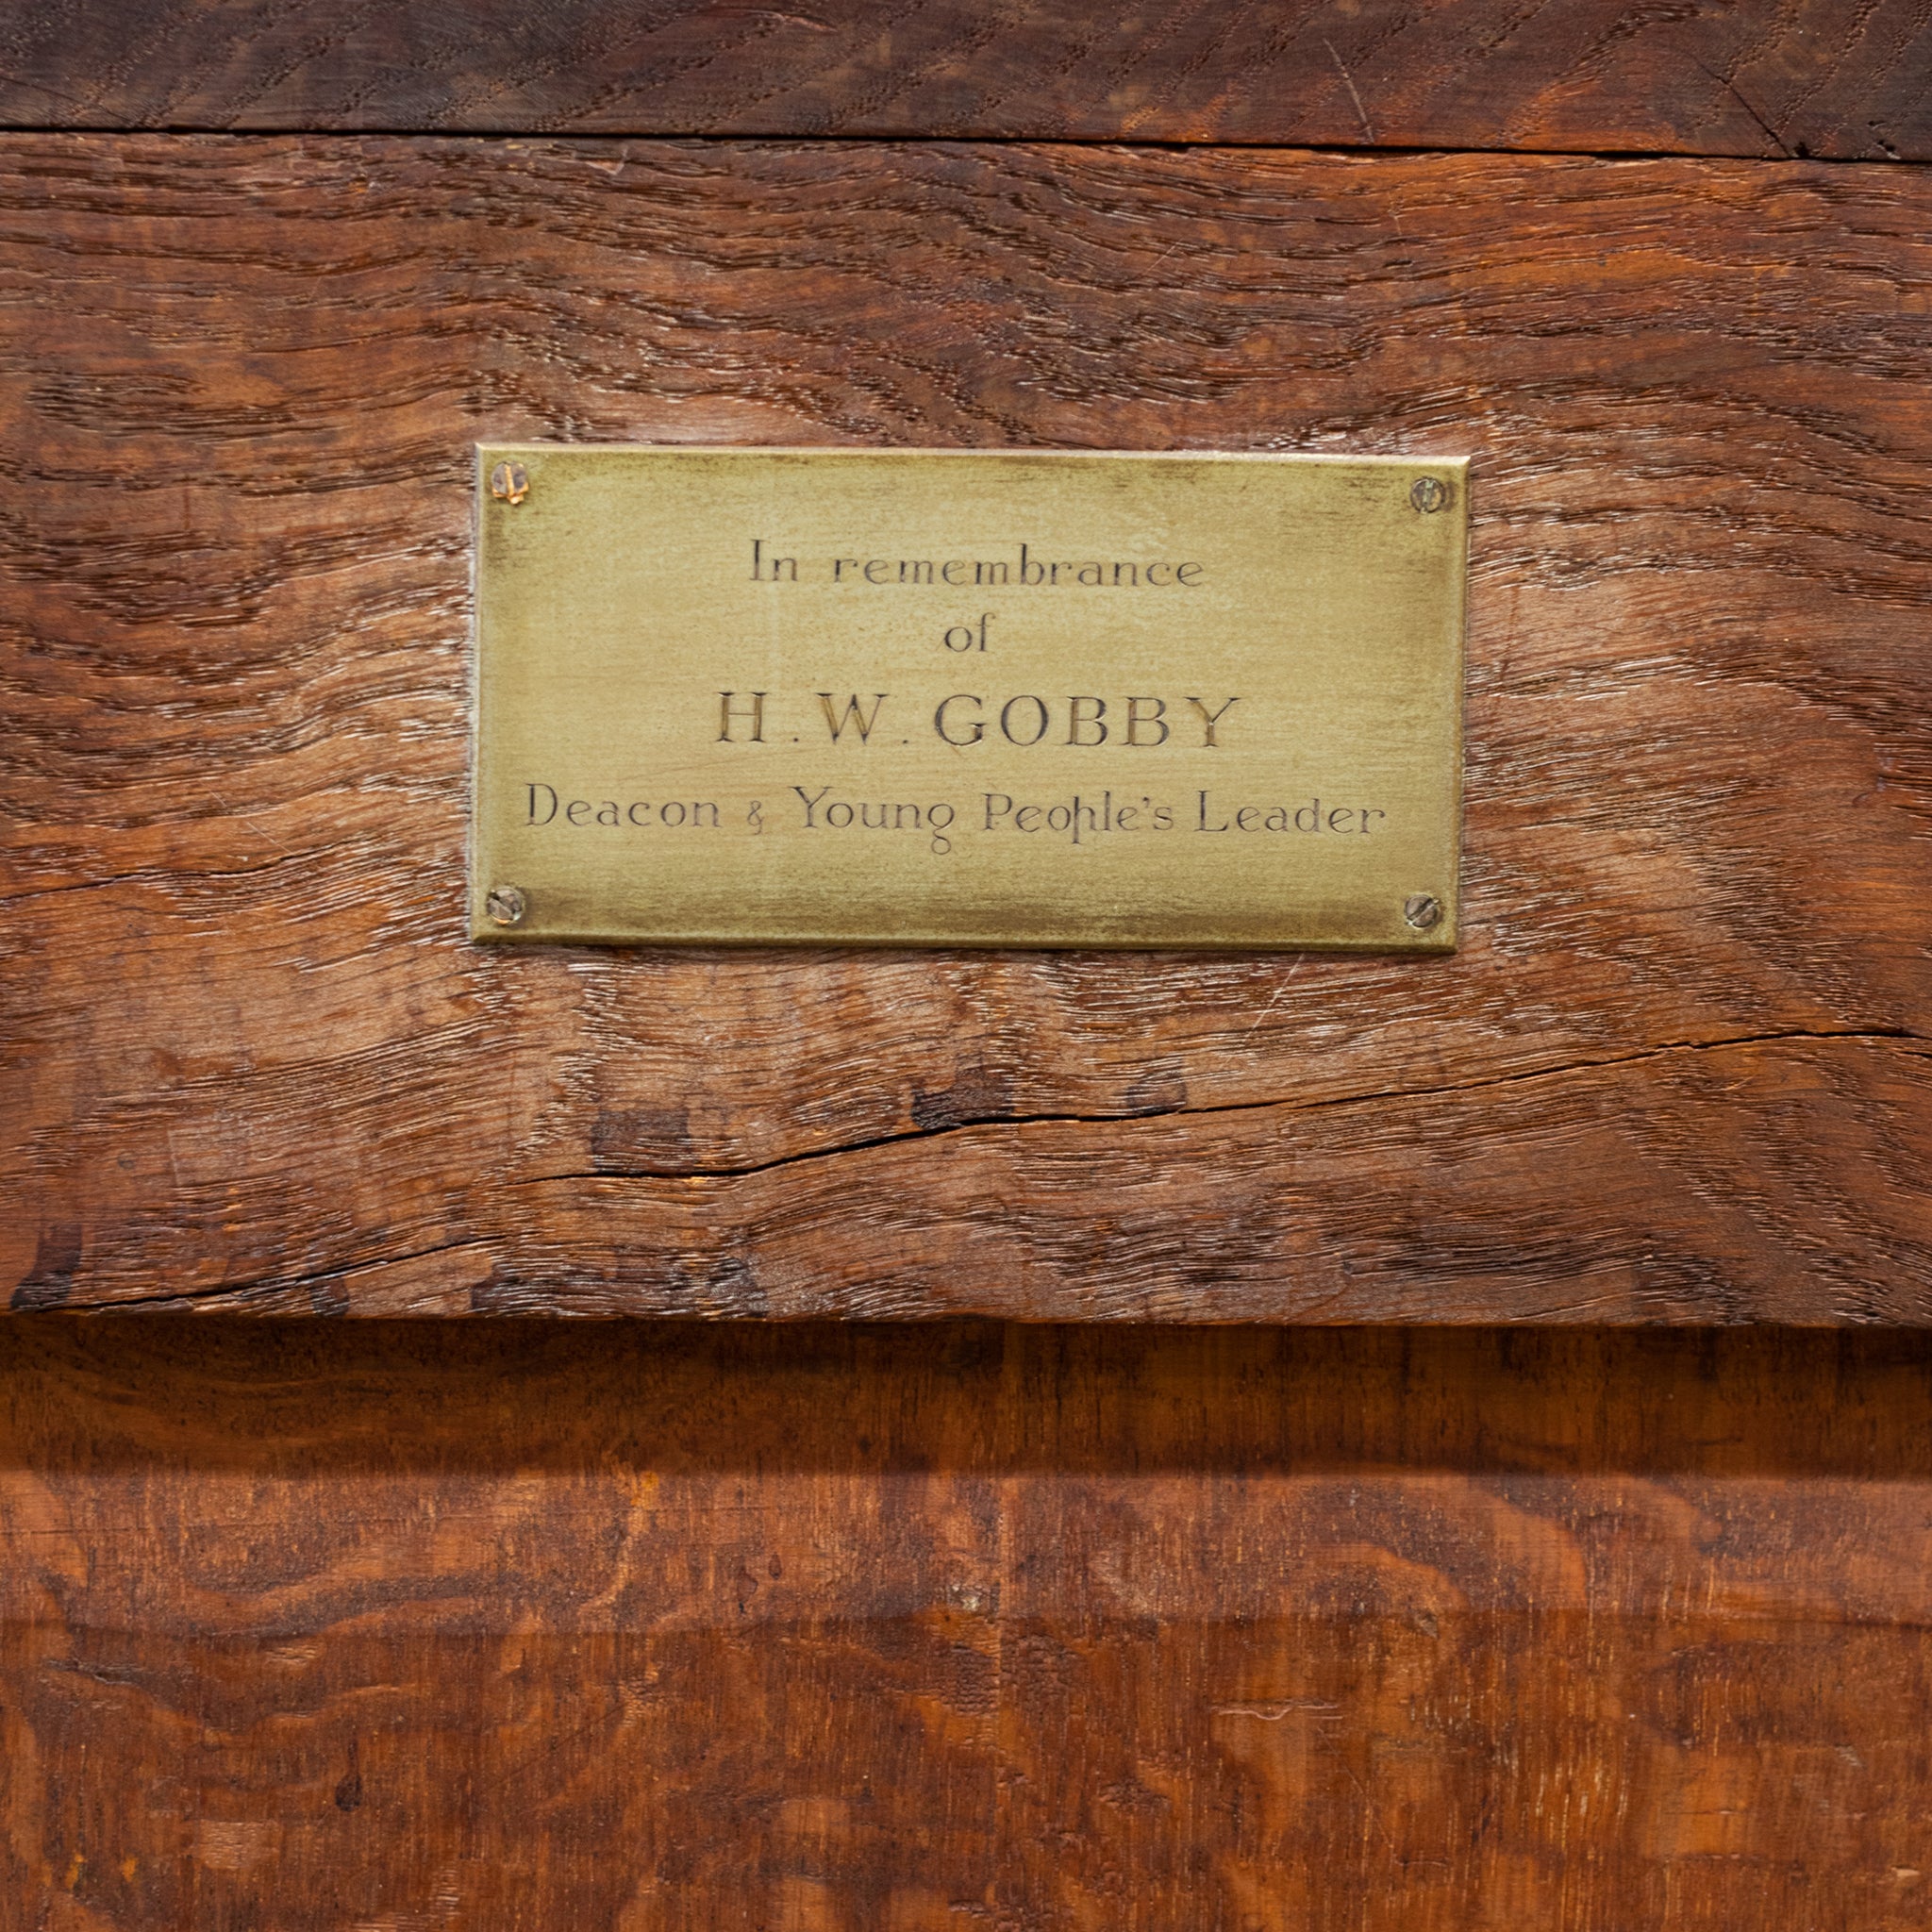 In remembrance
of
H.W.GOBBY
Deacon & Young People's Leader